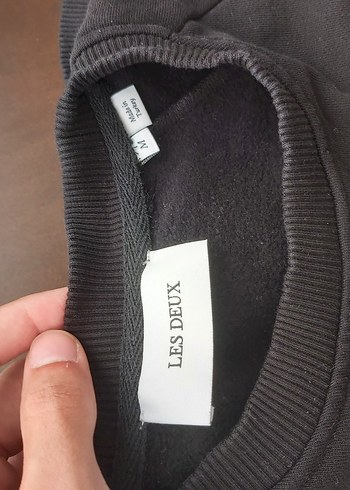 Made in
Turkey
M
LES DEUX